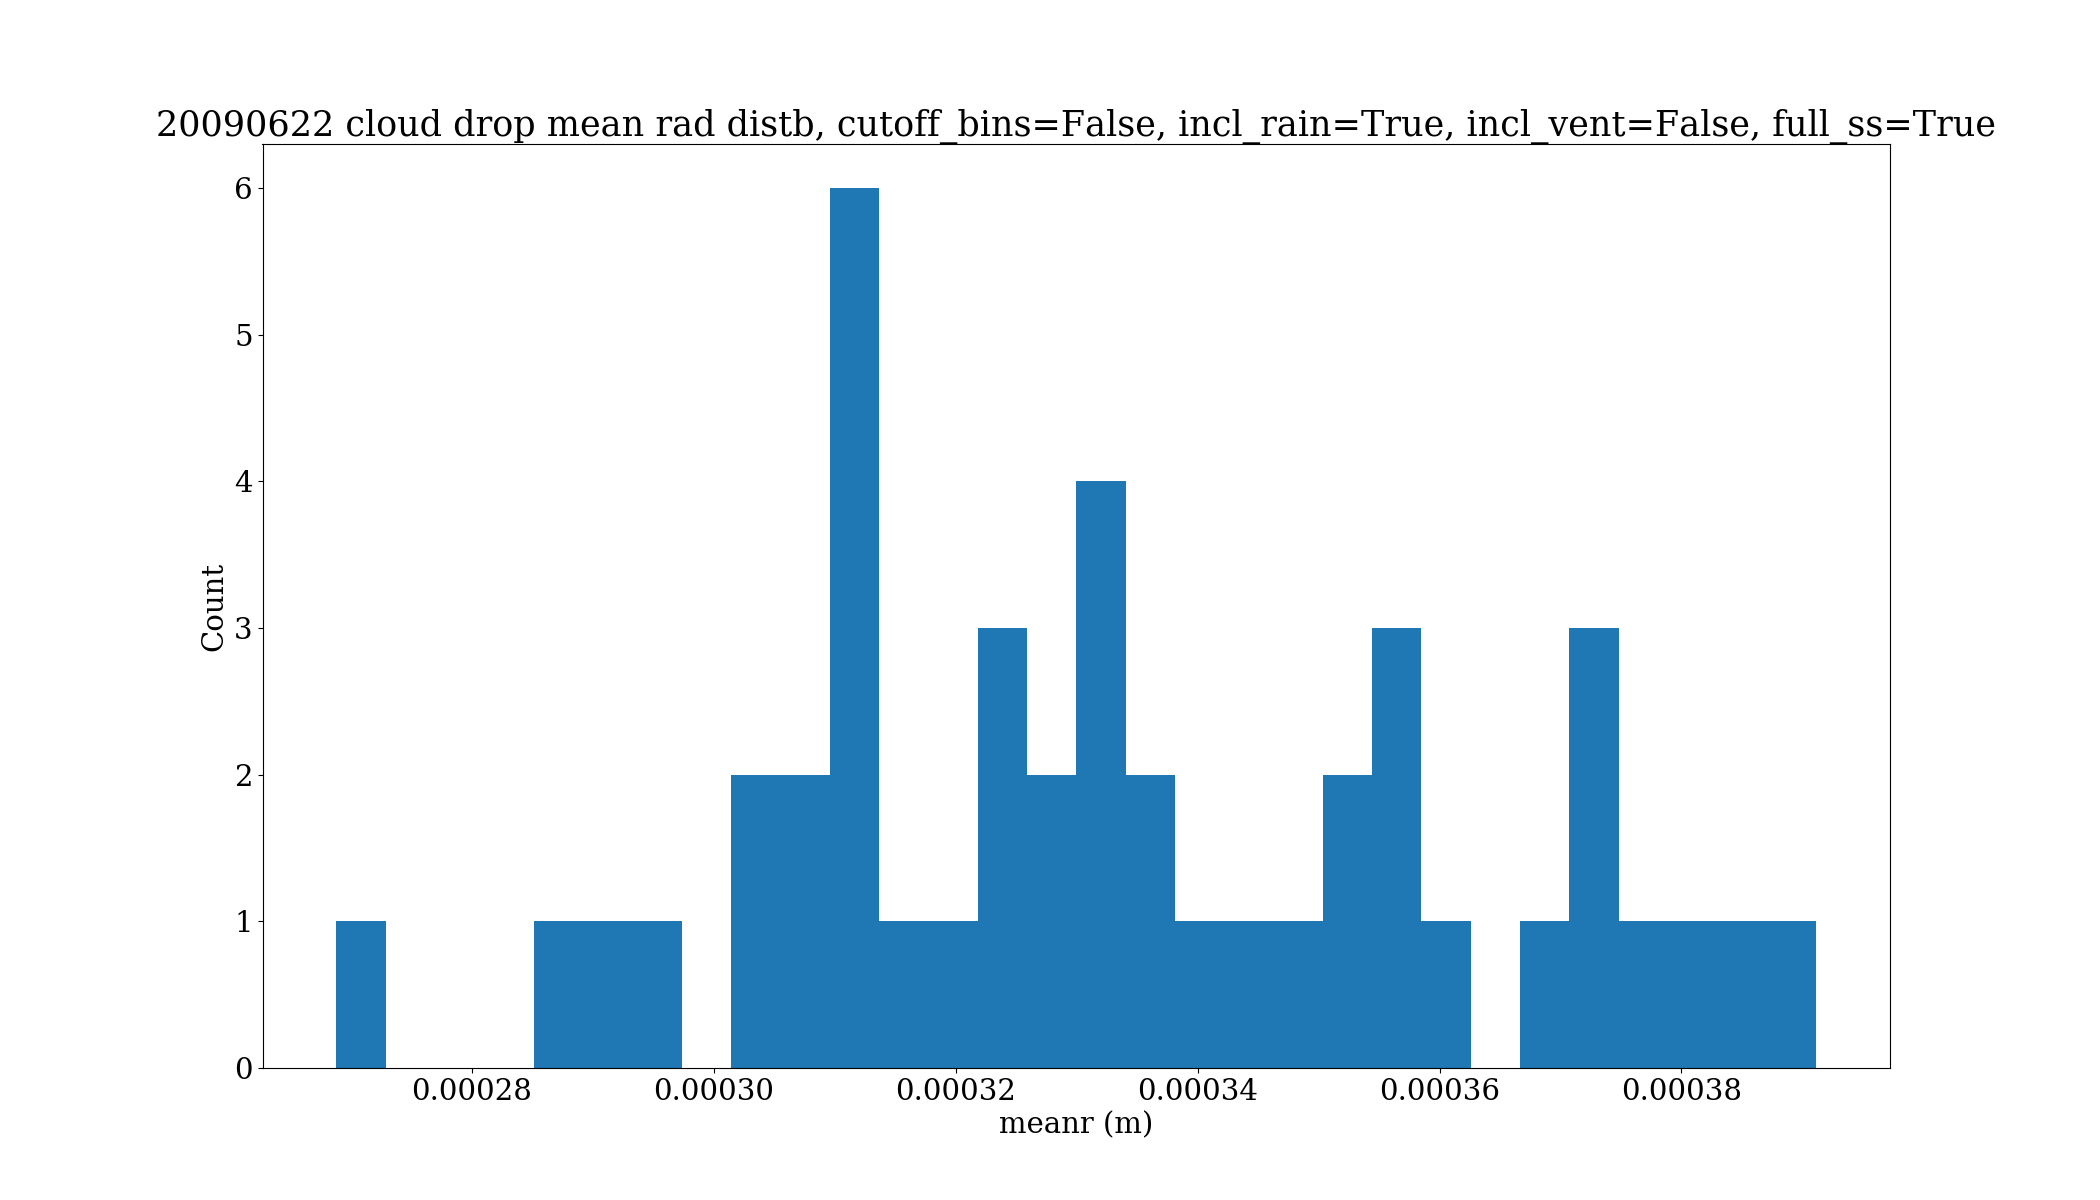 20090622 cloud drop mean rad distb, cutoff_bins=False, incl_rain=True, incl_vent=False, full_ss=True
6
5
4
3
2
1
0
Count
0.00028 0.00030 0.00032 0.00034 0.00036 0.00038
meanr (m)